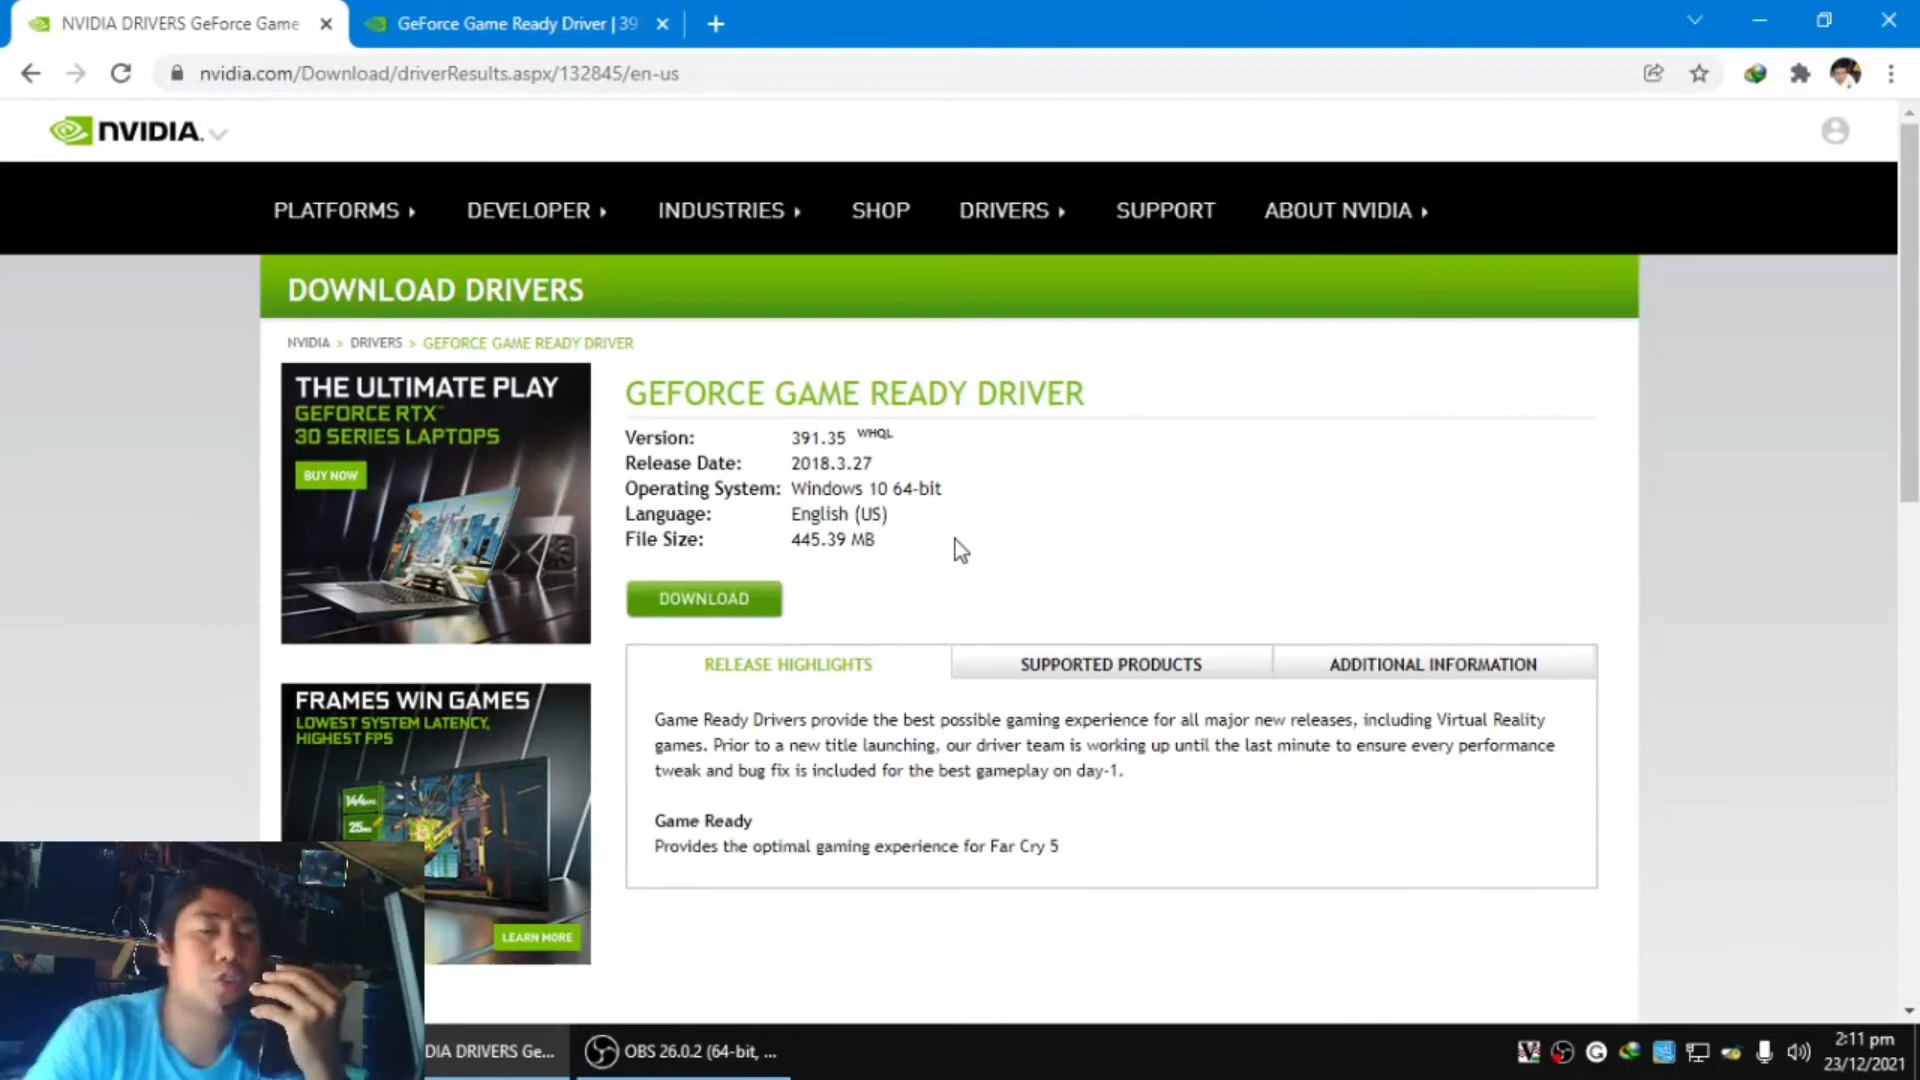 NVIDIA DRIVERS GeForce Game
GeForce Game Ready Driver | 39
nvidia.com/Download/driverResults.aspx/132845/en-us
NVIDIA.
PLATFORMS DEVELOPER INDUSTRIES SHOP DRIVERS SUPPORT ABOUT NVIDIA
DOWNLOAD DRIVERS
NVIDIA > DRIVERS > GEFORCE GAME READY DRIVER
THE ULTIMATE PLAY
GEFORCE RTX™
30 SERIES LAPTOPS
BUY NOW
GEFORCE GAME READY DRIVER
Version: 391.35 WHQL
Release Date: 2018.3.27
Operating System: Windows 10 64-bit
Language: English (US)
File Size: 445.39 MB
DOWNLOAD
RELEASE HIGHLIGHTS SUPPORTED PRODUCTS ADDITIONAL INFORMATION
Game Ready Drivers provide the best possible gaming experience for all major new releases, including Virtual Reality
games. Prior to a new title launching, our driver team is working up until the last minute to ensure every performance
tweak and bug fix is included for the best gameplay on day-1.
Game Ready
Provides the optimal gaming experience for Far Cry 5
FRAMES WIN GAMES
LOWEST SYSTEM LATENCY,
HIGHEST FPS
LEARN MORE
DIA DRIVERS Ge...
OBS 26.0.2 (64-bit, ...
2:11 pm
23/12/2021